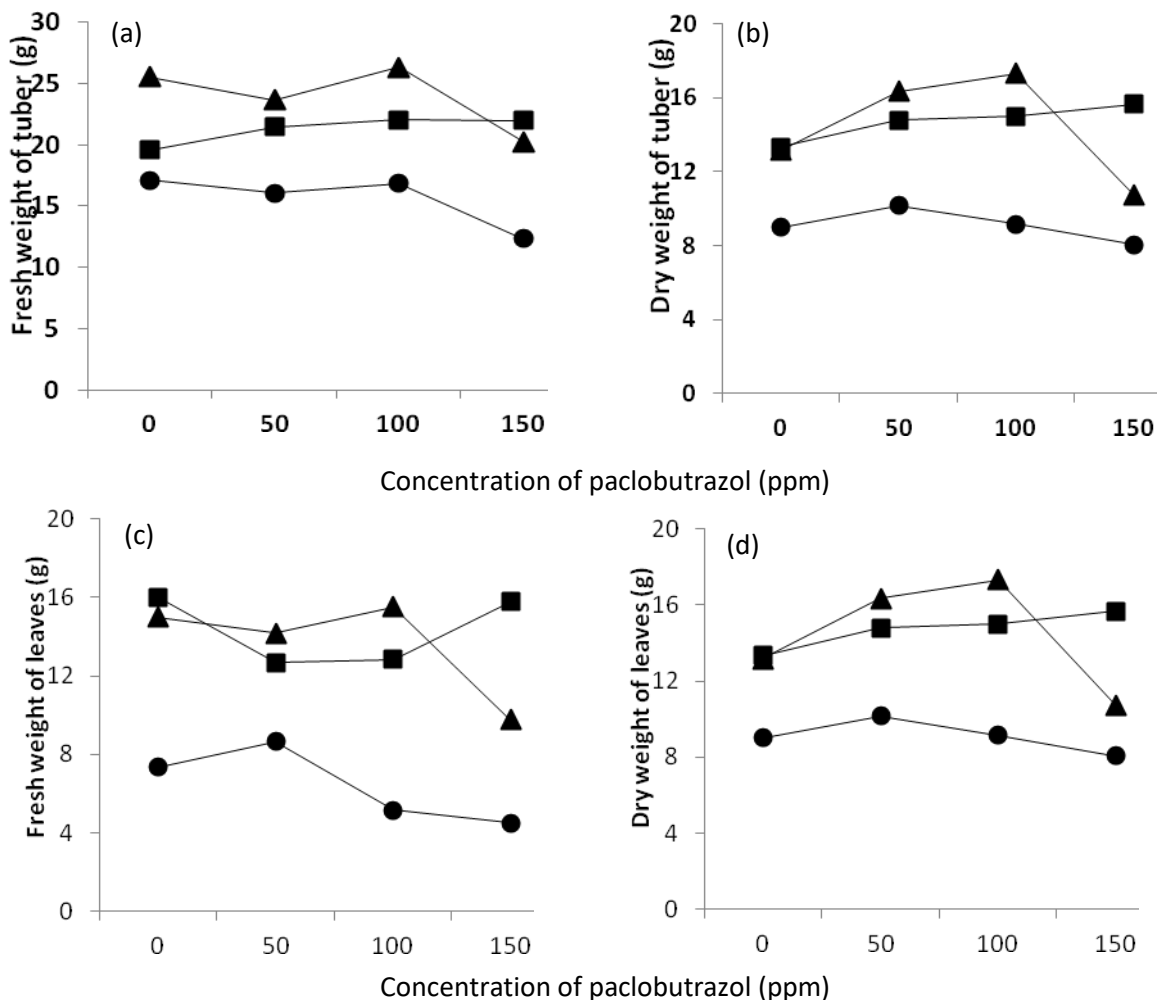 (a)
Fresh weight of tuber (g)
30
25
20
15
10
5
0
0 50 100 150
(b)
Dry weight of tuber (g)
20
16
12
8
4
0
0 50 100 150
Concentration of paclobutrazol (ppm)
(c)
Fresh weight of leaves (g)
20
16
12
8
4
0
0 50 100 150
(d)
Dry weight of leaves (g)
20
16
12
8
4
0
0 50 100 150
Concentration of paclobutrazol (ppm)